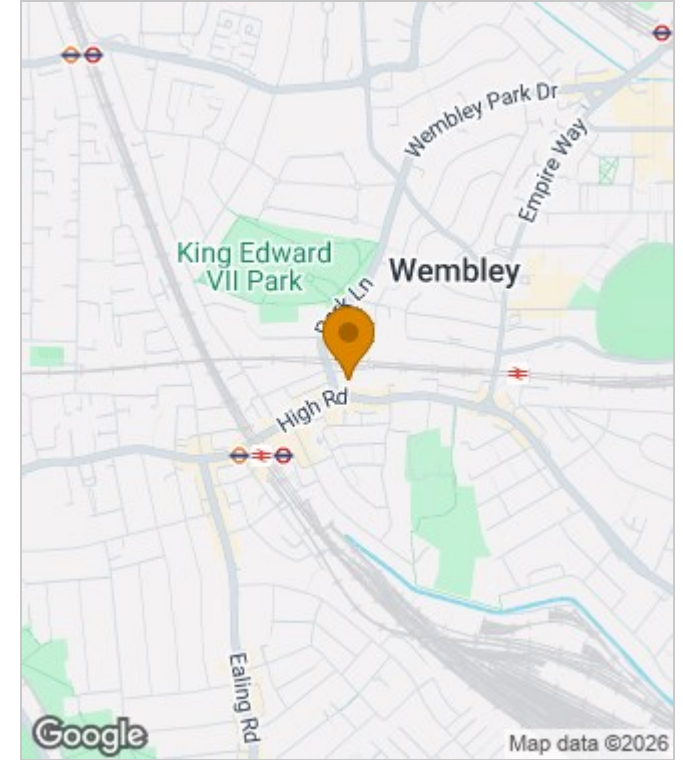 Wembley Park Dr
Empire Way
King Edward
VII Park
Wembley
Park Ln
High Rd
Ealing Rd
Google
Map data ©2026